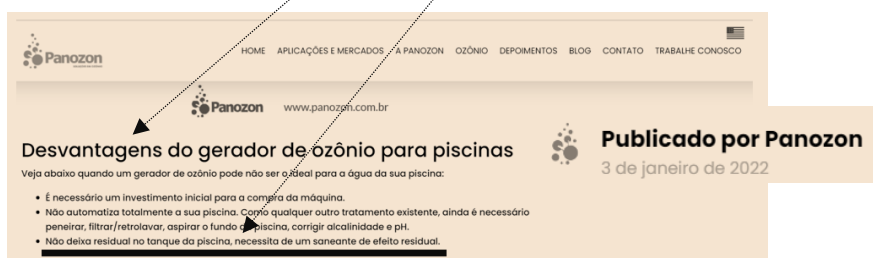 Panozon
HOME APLICAÇÕES E MERCADOS A PANOZON OZÔNIO DEPOIMENTOS BLOG CONTATO TRABALHE CONOSCO
Panozon www.panozon.com.br
Desvantagens do gerador de ozônio para piscinas
Veja abaixo quando um gerador de ozônio pode não ser o ideal para a água da sua piscina:
• É necessário um investimento inicial para a compra da máquina.
• Não automatiza totalmente a sua piscina. Como qualquer outro tratamento existente, ainda é necessário
peneirar, filtrar/retrolavar, aspirar o fundo da piscina, corrigir alcalinidade e pH.
• Não deixa residual no tanque da piscina, necessita de um saneante de efeito residual.
Publicado por Panozon
3 de janeiro de 2022